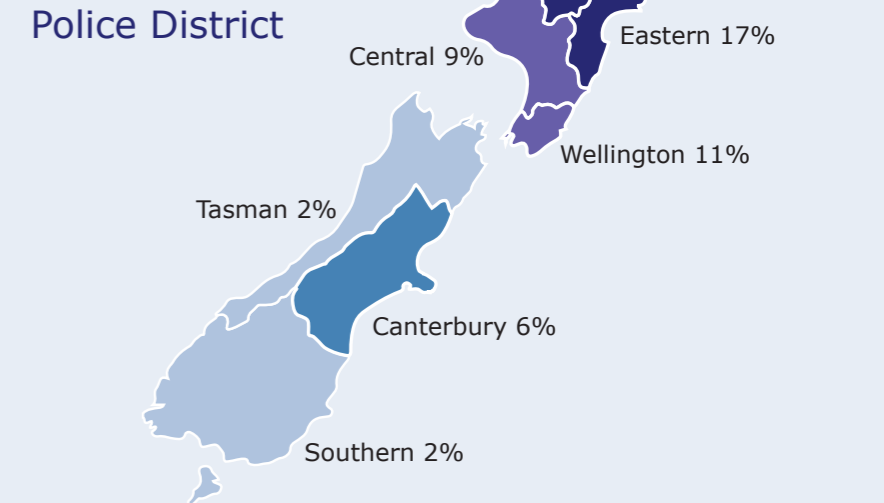 Police District
Eastern 17%
Central 9%
Wellington 11%
Tasman 2%
Canterbury 6%
Southern 2%